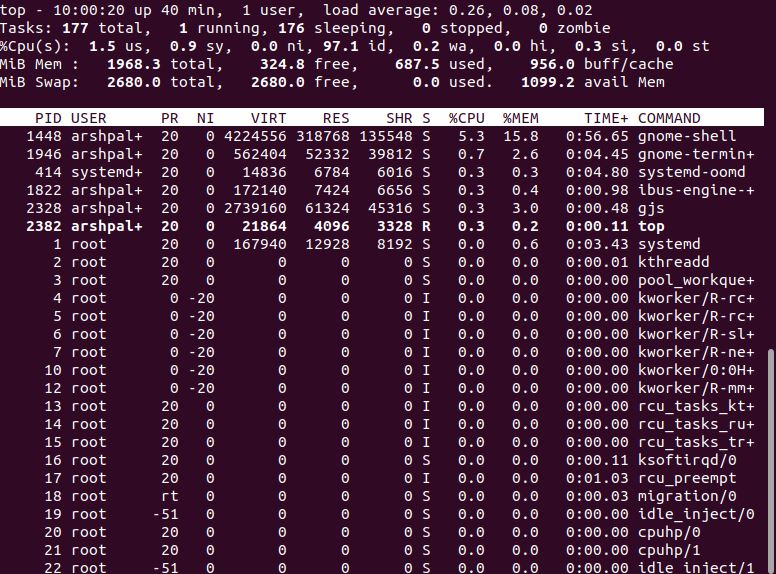 top - 10:00:20 up 40 min,  1 user,  load average: 0.26, 0.08, 0.02
Tasks: 177 total,   1 running, 176 sleeping,   0 stopped,   0 zombie
%Cpu(s):  1.5 us,  0.9 sy,  0.0 ni, 97.1 id,  0.2 wa,  0.0 hi,  0.3 si,  0.0 st
MiB Mem :   1968.3 total,    324.8 free,    687.5 used,    956.0 buff/cache
MiB Swap:   2680.0 total,   2680.0 free,      0.0 used.   1099.2 avail Mem
PID USER      PR  NI    VIRT    RES    SHR S  %CPU  %MEM     TIME+ COMMAND
1448 arshpal+  20   0 4224556 318768 135548 S   5.3  15.8   0:56.65 gnome-shell
1946 arshpal+  20   0  562404  52332  39812 S   0.7   2.6   0:04.45 gnome-termin+
414 systemd+  20   0   14836   6784   6016 S   0.3   0.3   0:04.80 systemd-oomd
1822 arshpal+  20   0  172140   7424   6656 S   0.3   0.4   0:00.98 ibus-engine-+
2328 arshpal+  20   0 2739160  61324  45316 S   0.3   3.0   0:00.48 gjs
2382 arshpal+  20   0   21864   4096   3328 R   0.3   0.2   0:00.11 top
1 root      20   0  167940  12928   8192 S   0.0   0.6   0:03.43 systemd
2 root      20   0       0      0      0 S   0.0   0.0   0:00.01 kthreadd
3 root      20   0       0      0      0 S   0.0   0.0   0:00.00 pool_workque+
4 root       0 -20       0      0      0 I   0.0   0.0   0:00.00 kworker/R-rc+
5 root       0 -20       0      0      0 I   0.0   0.0   0:00.00 kworker/R-rc+
6 root       0 -20       0      0      0 I   0.0   0.0   0:00.00 kworker/R-sl+
7 root       0 -20       0      0      0 I   0.0   0.0   0:00.00 kworker/R-ne+
10 root       0 -20       0      0      0 I   0.0   0.0   0:00.00 kworker/0:0H+
12 root       0 -20       0      0      0 I   0.0   0.0   0:00.00 kworker/R-mm+
13 root      20   0       0      0      0 I   0.0   0.0   0:00.00 rcu_tasks_kt+
14 root      20   0       0      0      0 I   0.0   0.0   0:00.00 rcu_tasks_ru+
15 root      20   0       0      0      0 I   0.0   0.0   0:00.00 rcu_tasks_tr+
16 root      20   0       0      0      0 S   0.0   0.0   0:00.11 ksoftirqd/0
17 root      20   0       0      0      0 I   0.0   0.0   0:01.03 rcu_preempt
18 root      rt   0       0      0      0 S   0.0   0.0   0:00.03 migration/0
19 root     -51   0       0      0      0 S   0.0   0.0   0:00.00 idle_inject/0
20 root      20   0       0      0      0 S   0.0   0.0   0:00.00 cpuhp/0
21 root      20   0       0      0      0 S   0.0   0.0   0:00.00 cpuhp/1
22 root     -51   0       0      0      0 S   0.0   0.0   0:00.00 idle_inject/1